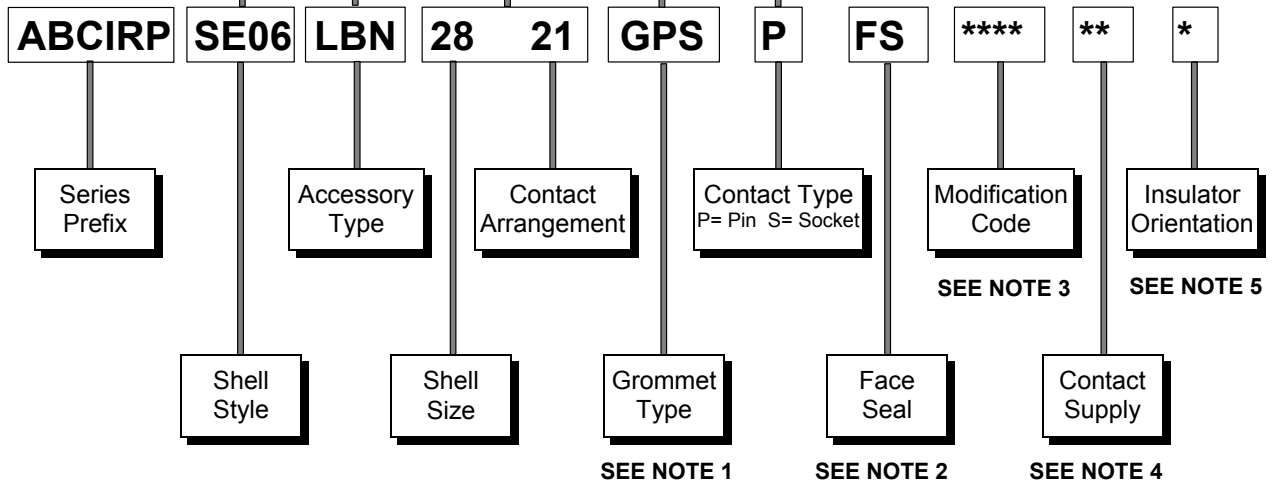 ABCIRP SE06 LBN 28 21 GPS P FS **** ** *
Series
Prefix
Accessory
Type
Contact
Arrangement
Contact Type
P= Pin S= Socket
Modification
Code
Insulator
Orientation
SEE NOTE 3
SEE NOTE 5
Shell
Style
Shell
Size
Grommet
Type
Face
Seal
Contact
Supply
SEE NOTE 1
SEE NOTE 2
SEE NOTE 4